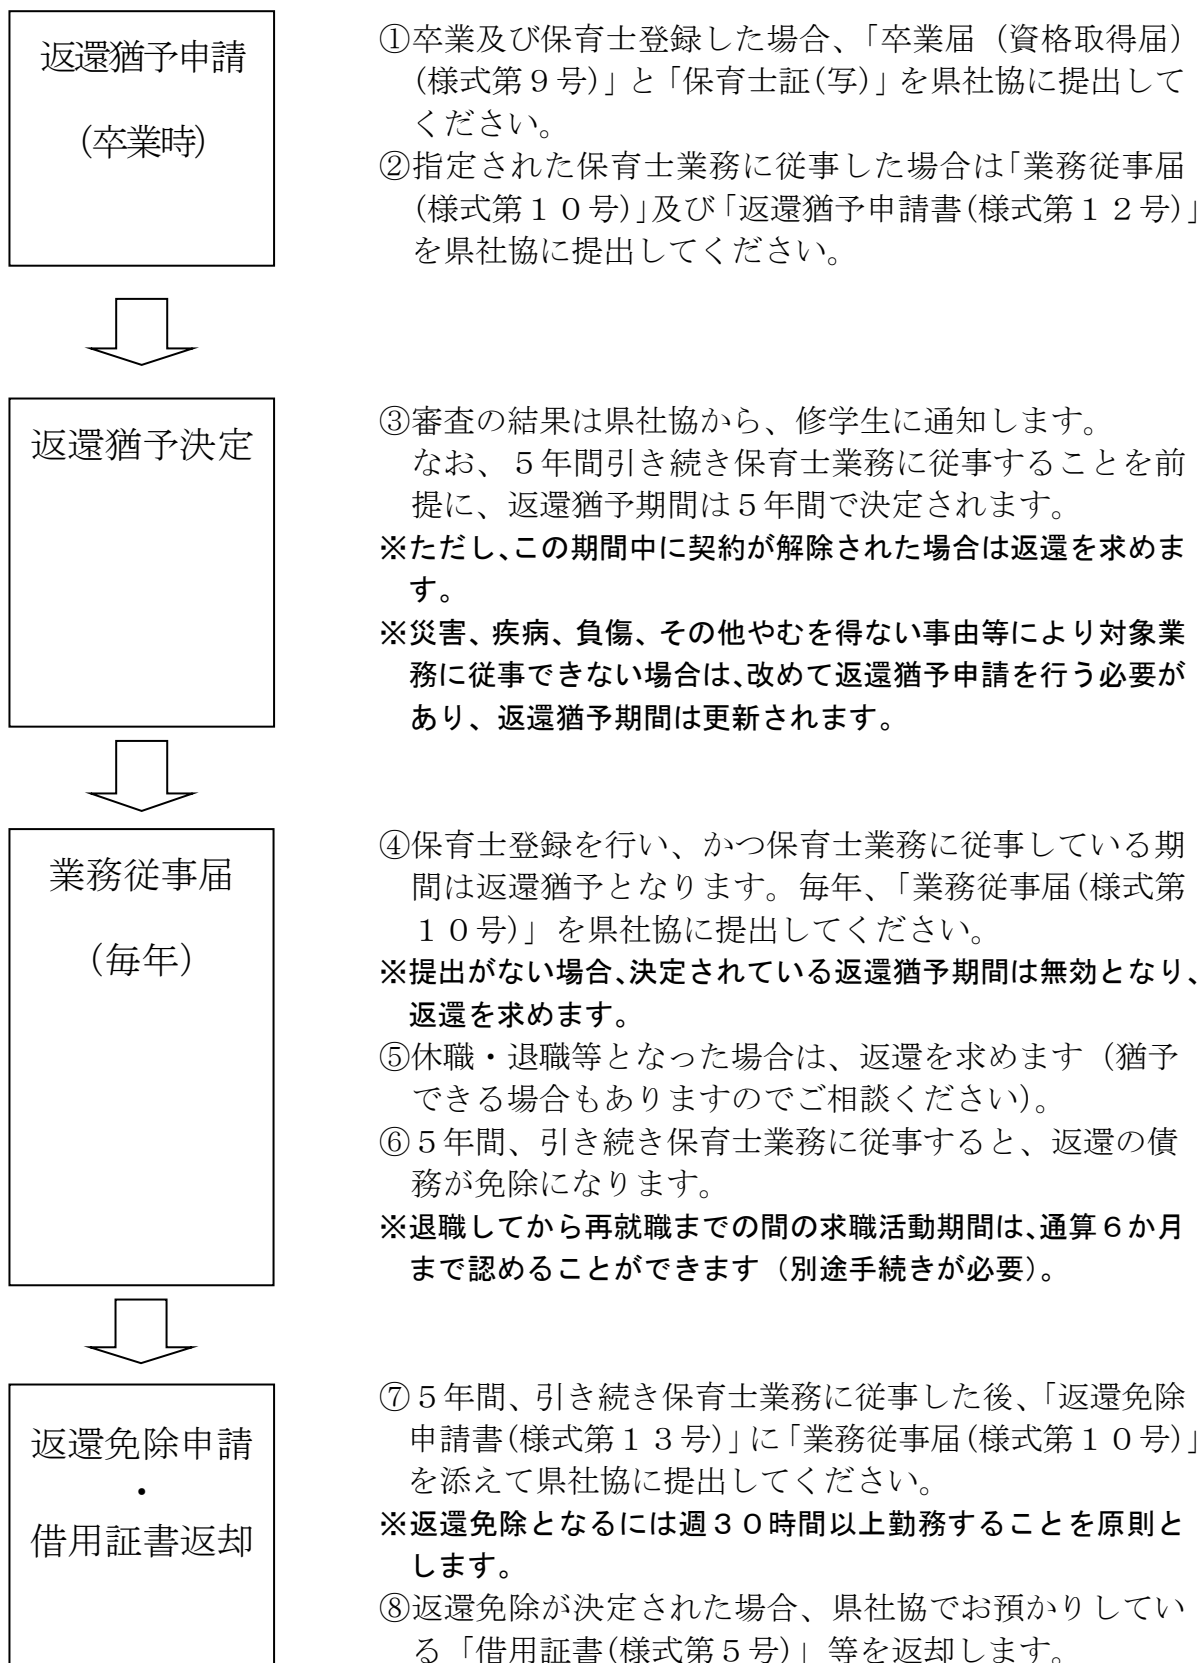 返還猶予申請
(卒業時)
①卒業及び保育士登録した場合、「卒業届（資格取得届）
(様式第９号)」と「保育士証(写)」を県社協に提出して
ください。
②指定された保育士業務に従事した場合は「業務従事届
(様式第１０号)」及び「返還猶予申請書(様式第１２号)」
を県社協に提出してください。
返還猶予決定
③審査の結果は県社協から、修学生に通知します。
なお、５年間引き続き保育士業務に従事することを前
提に、返還猶予期間は５年間で決定されます。
※ただし、この期間中に契約が解除された場合は返還を求めま
す。
※災害、疾病、負傷、その他やむを得ない事由等により対象業
務に従事できない場合は、改めて返還猶予申請を行う必要が
あり、返還猶予期間は更新されます。
業務従事届
（毎年）
④保育士登録を行い、かつ保育士業務に従事している期
間は返還猶予となります。毎年、「業務従事届(様式第
１０号)」を県社協に提出してください。
※提出がない場合、決定されている返還猶予期間は無効となり、
返還を求めます。
⑤休職・退職等となった場合は、返還を求めます（猶予
できる場合もありますのでご相談ください）。
⑥５年間、引き続き保育士業務に従事すると、返還の債
務が免除になります。
※退職してから再就職までの間の求職活動期間は、通算６か月
まで認めることができます（別途手続きが必要）。
返還免除申請
・
借用証書返却
⑦５年間、引き続き保育士業務に従事した後、「返還免除
申請書(様式第１３号)」に「業務従事届(様式第１０号)」
を添えて県社協に提出してください。
※返還免除となるには週３０時間以上勤務することを原則と
します。
⑧返還免除が決定された場合、県社協でお預かりしてい
る「借用証書(様式第５号)」等を返却します。